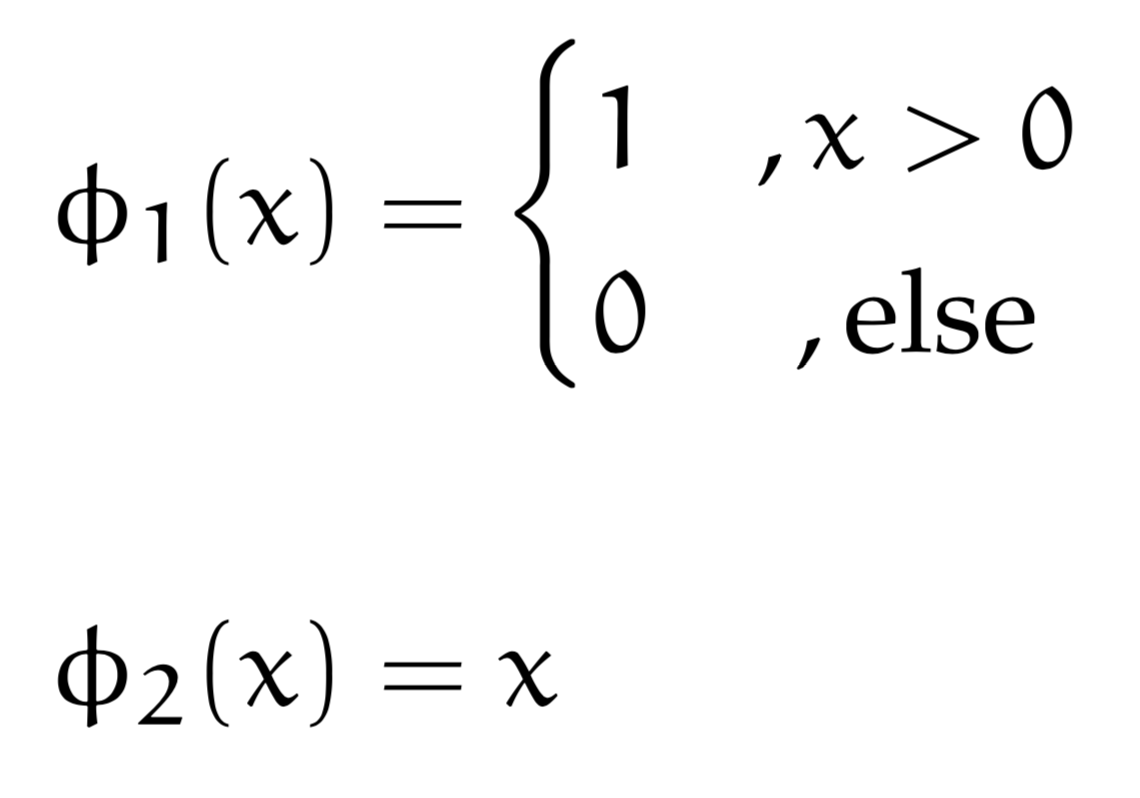 ϕ₁(x) = { 1 , x > 0
0 , else
ϕ₂(x) = x